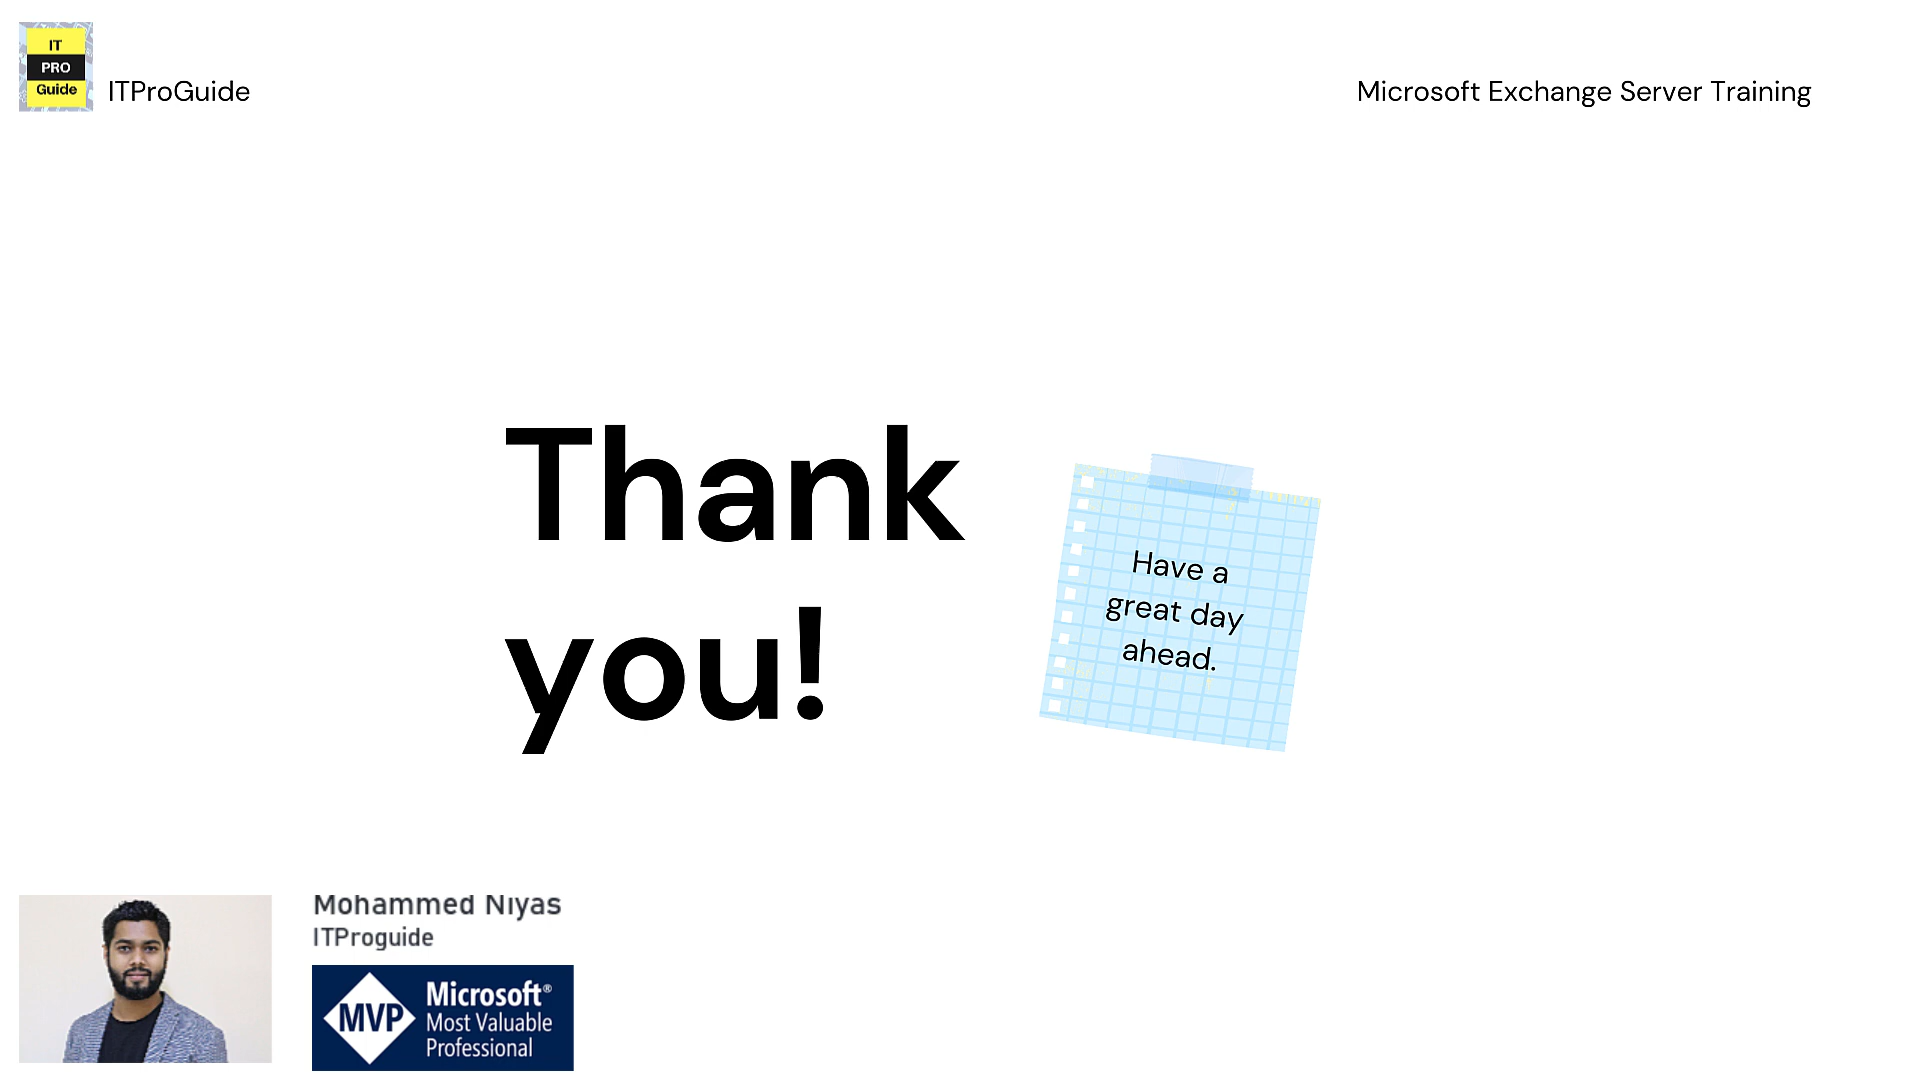 IT
PRO
Guide
ITProGuide
Microsoft Exchange Server Training
Thank
you!
Have a
great day
ahead.
Mohammed Niyas
ITProguide
MVP
Microsoft®
Most Valuable
Professional